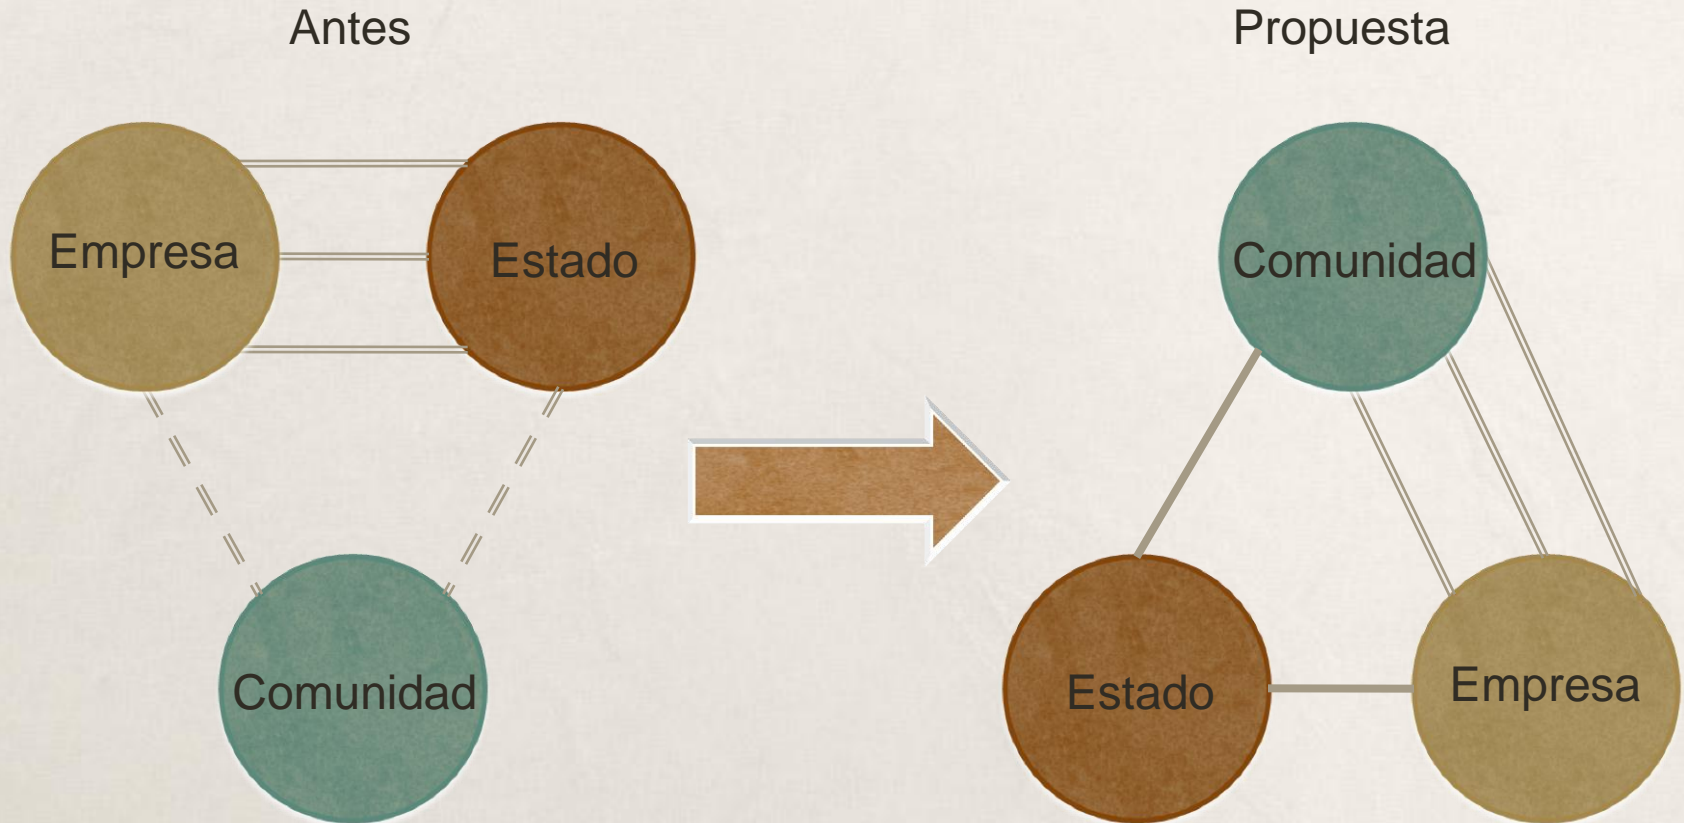 Antes
Propuesta
Empresa
Estado
Comunidad
Comunidad
Estado
Empresa